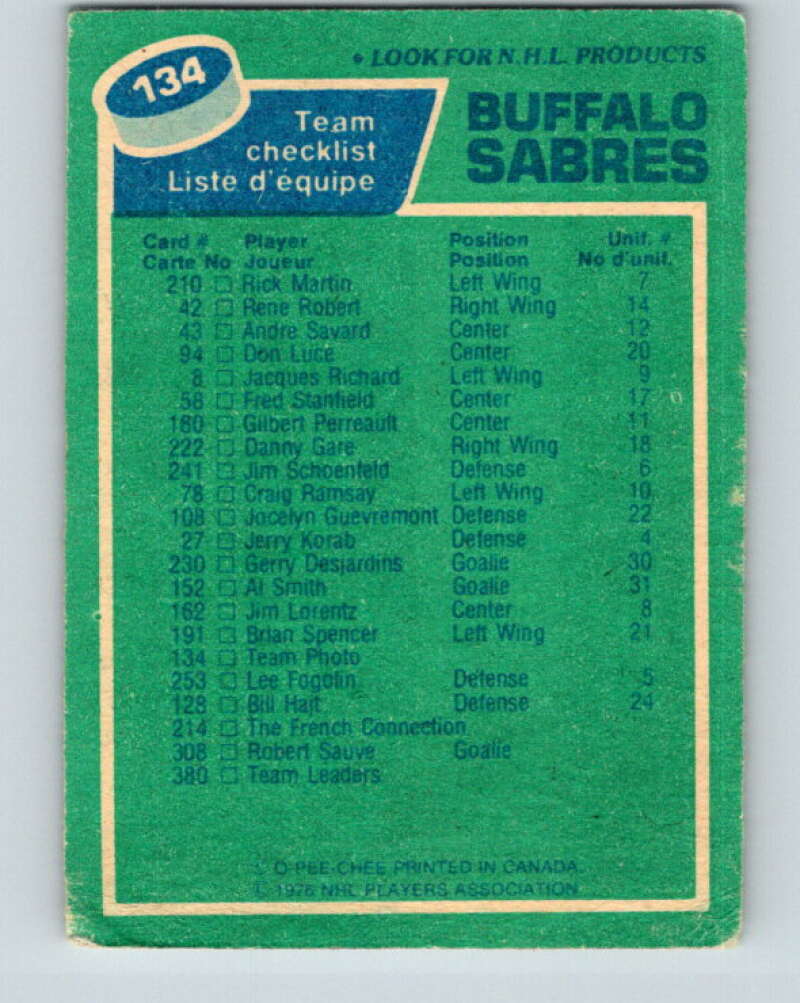 134
• LOOK FOR N.H.L. PRODUCTS
Team
checklist
Liste d'équipe
BUFFALO
SABRES
Card # Player Position Unif. #
Carte No Joueur Position No d'unif.
210 □ Rick Martin Left Wing 7
42 □ Rene Robert Right Wing 14
43 □ Andre Savard Center 12
94 □ Don Luce Center 20
8 □ Jacques Richard Left Wing 9
58 □ Fred Stanfield Center 17
180 □ Gilbert Perreault Center 11
222 □ Danny Gare Right Wing 18
241 □ Jim Schoenfeld Defense 6
78 □ Craig Ramsay Left Wing 10
108 □ Jocelyn Guevremont Defense 22
27 □ Jerry Korab Defense 4
230 □ Gerry Desjardins Goalie 30
152 □ Al Smith Goalie 31
162 □ Jim Lorentz Center 8
191 □ Brian Spencer Left Wing 21
134 □ Team Photo
253 □ Lee Fogolin Defense 5
128 □ Bill Hajt Defense 24
214 □ The French Connection
308 □ Robert Sauve Goalie
380 □ Team Leaders
© O-PEE-CHEE PRINTED IN CANADA
© 1976 NHL PLAYERS ASSOCIATION